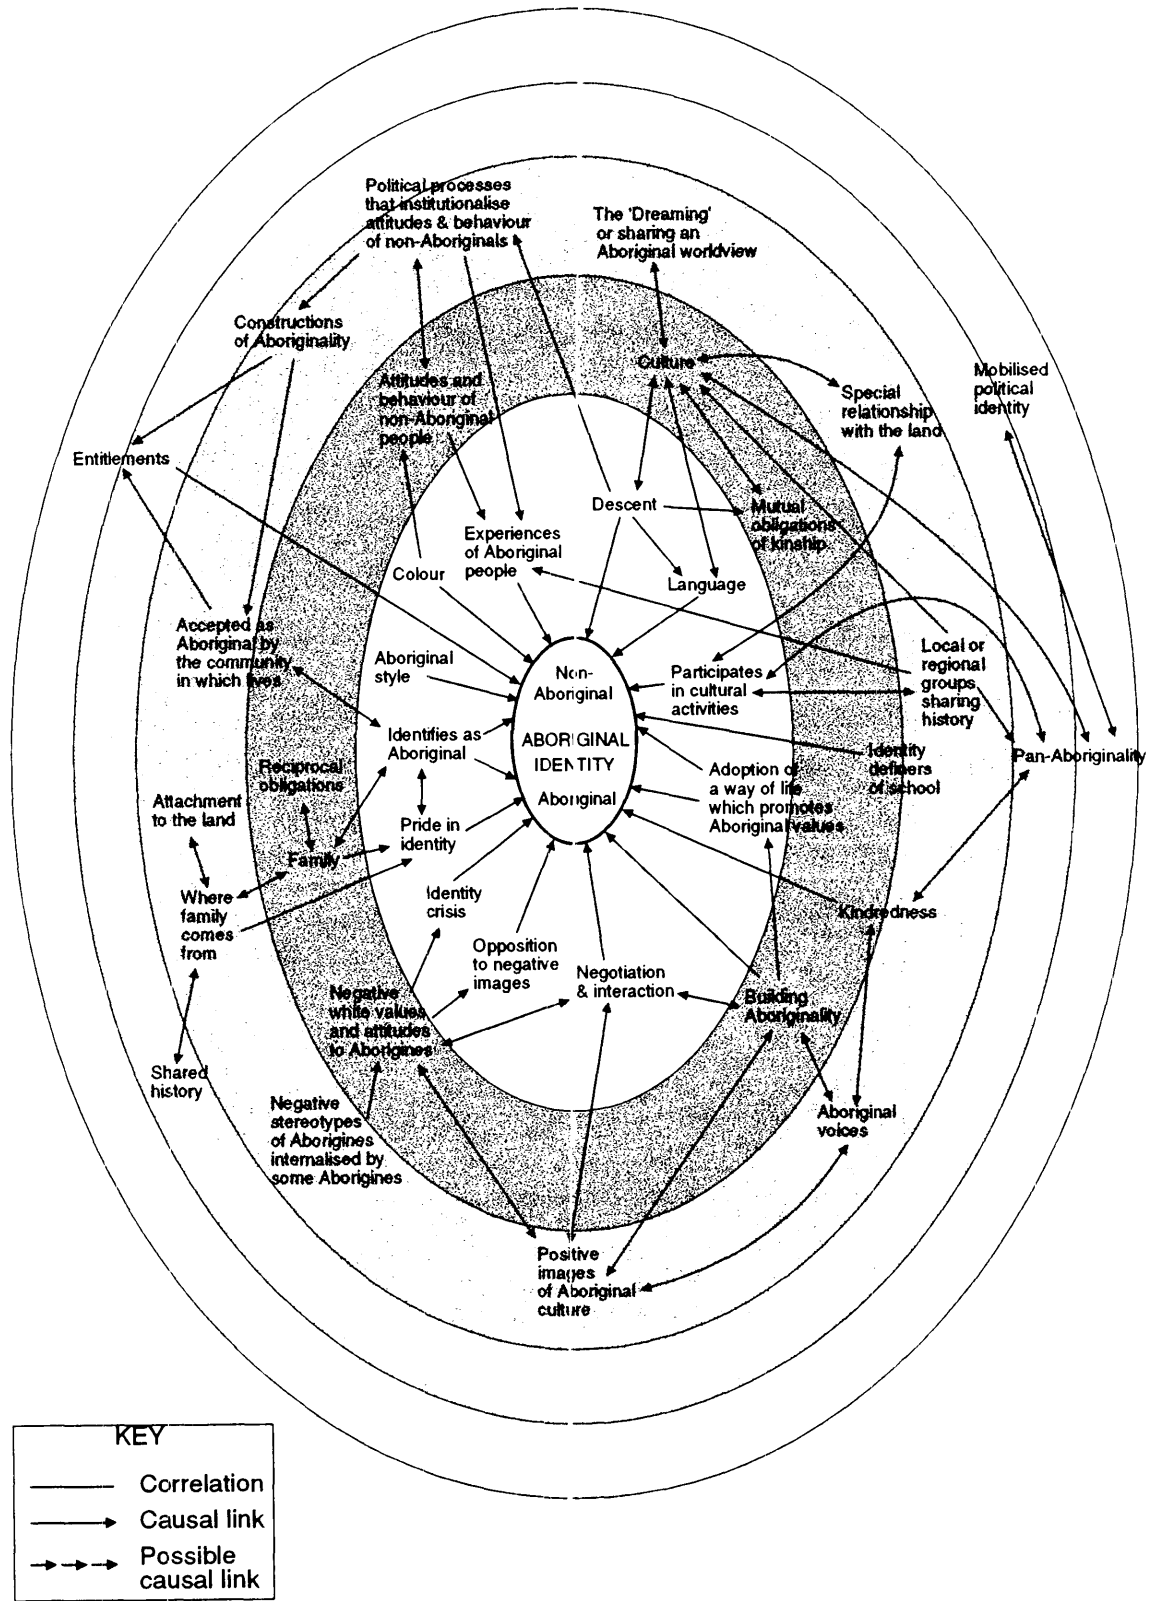 Political processes
that institutionalise
attitudes & behaviour
of non-Aboriginals
The 'Dreaming'
or sharing an
Aboriginal worldview
Constructions
of Aboriginality
Culture
Attitudes and
behaviour of
non-Aboriginal
people
Special
relationship
with the land
Mobilised
political
identity
Entitlements
Descent
Mutual
obligations
of kinship
Experiences
of Aboriginal
people
Colour
Language
Accepted as
Aboriginal by
the community
in which lives
Aboriginal
style
Non-
Aboriginal
ABORIGINAL
IDENTITY
Aboriginal
Participates
in cultural
activities
Local or
regional
groups
sharing
history
Identifies as
Aboriginal
Identity
definers
of school
Pan-Aboriginality
Reciprocal
obligations
Adoption of
a way of life
which promotes
Aboriginal values
Attachment
to the land
Pride in
identity
Family
Where
family
comes
from
Identity
crisis
Kindredness
Opposition
to negative
images
Negotiation
& interaction
Negative
white values
and attitudes
to Aborigines
Building
Aboriginality
Shared
history
Negative
stereotypes
of Aborigines
internalised by
some Aborigines
Aboriginal
voices
Positive
images
of Aboriginal
culture
KEY
Correlation
Causal link
Possible
causal link